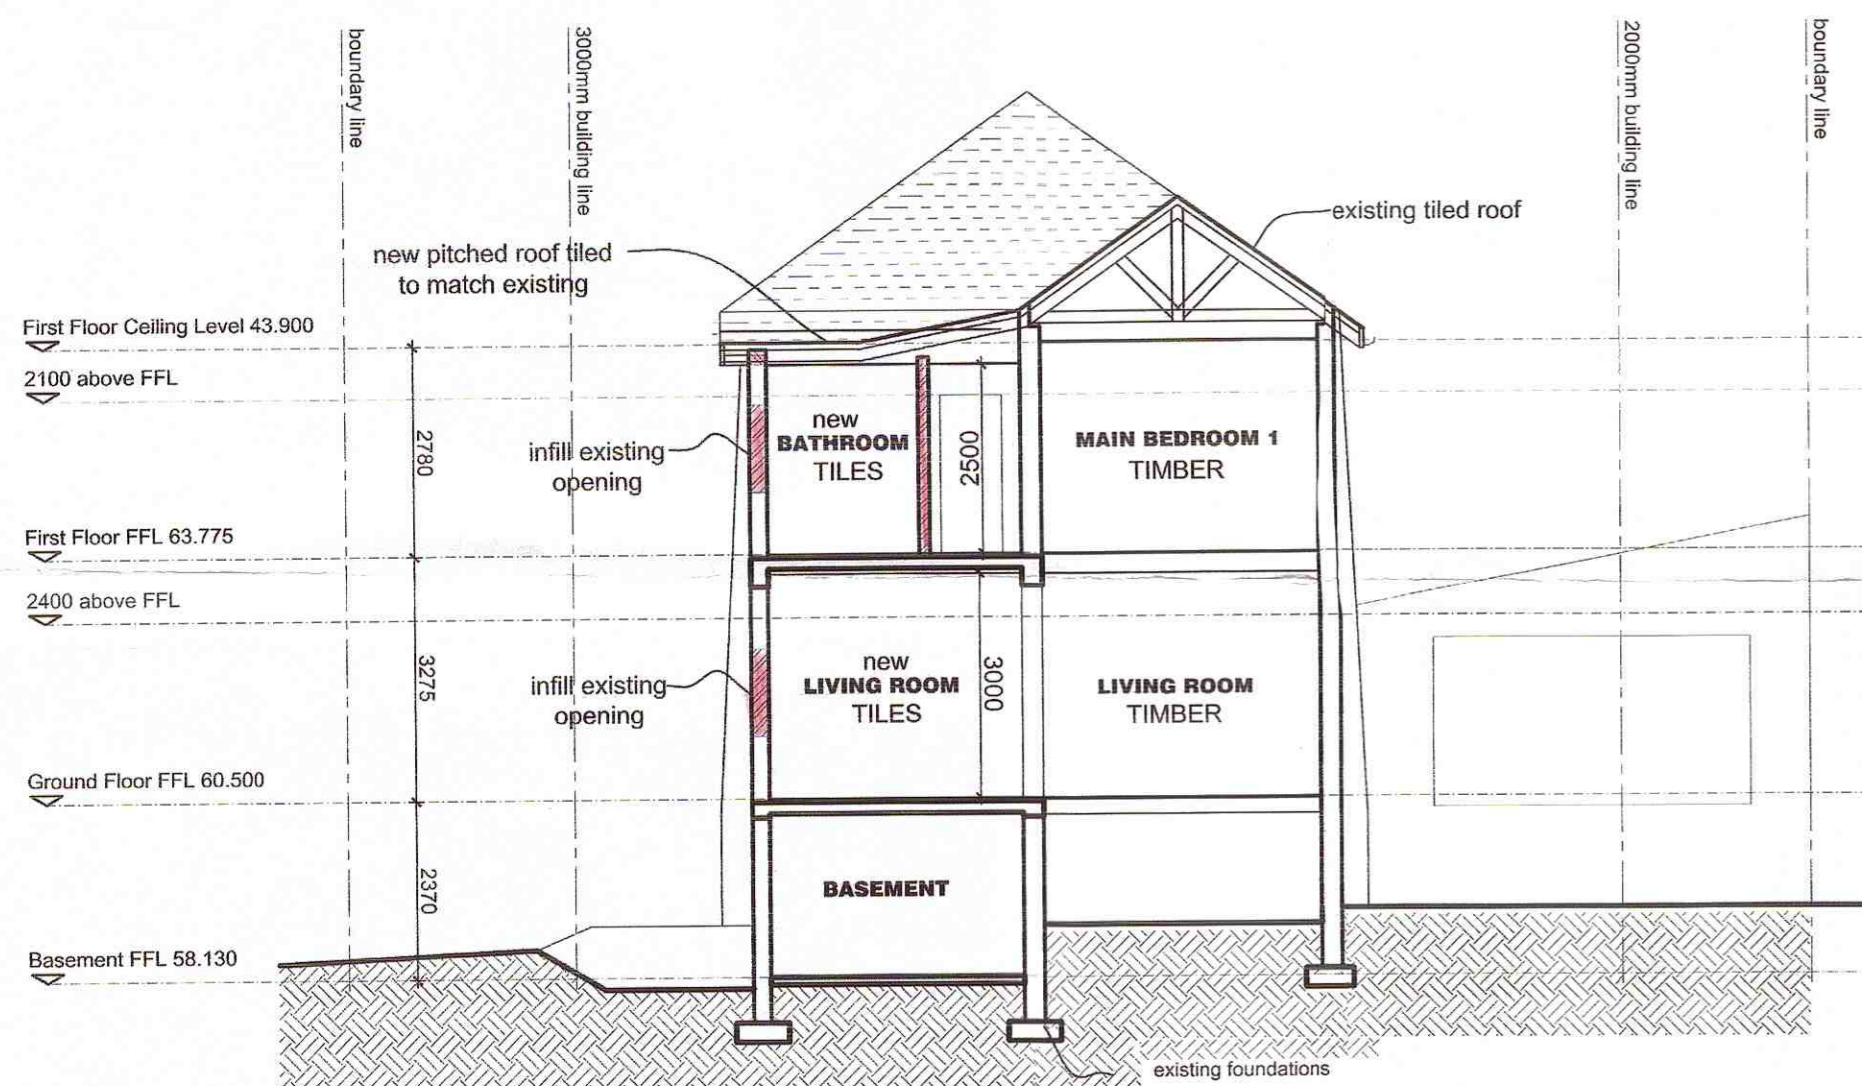 boundary line
3000mm building line
2000mm building line
boundary line
existing tiled roof
new pitched roof tiled
to match existing
First Floor Ceiling Level 43.900
2100 above FFL
2780
infill existing
opening
new
BATHROOM
TILES
2500
MAIN BEDROOM 1
TIMBER
First Floor FFL 63.775
2400 above FFL
3275
infill existing
opening
new
LIVING ROOM
TILES
3000
LIVING ROOM
TIMBER
Ground Floor FFL 60.500
2370
BASEMENT
Basement FFL 58.130
existing foundations